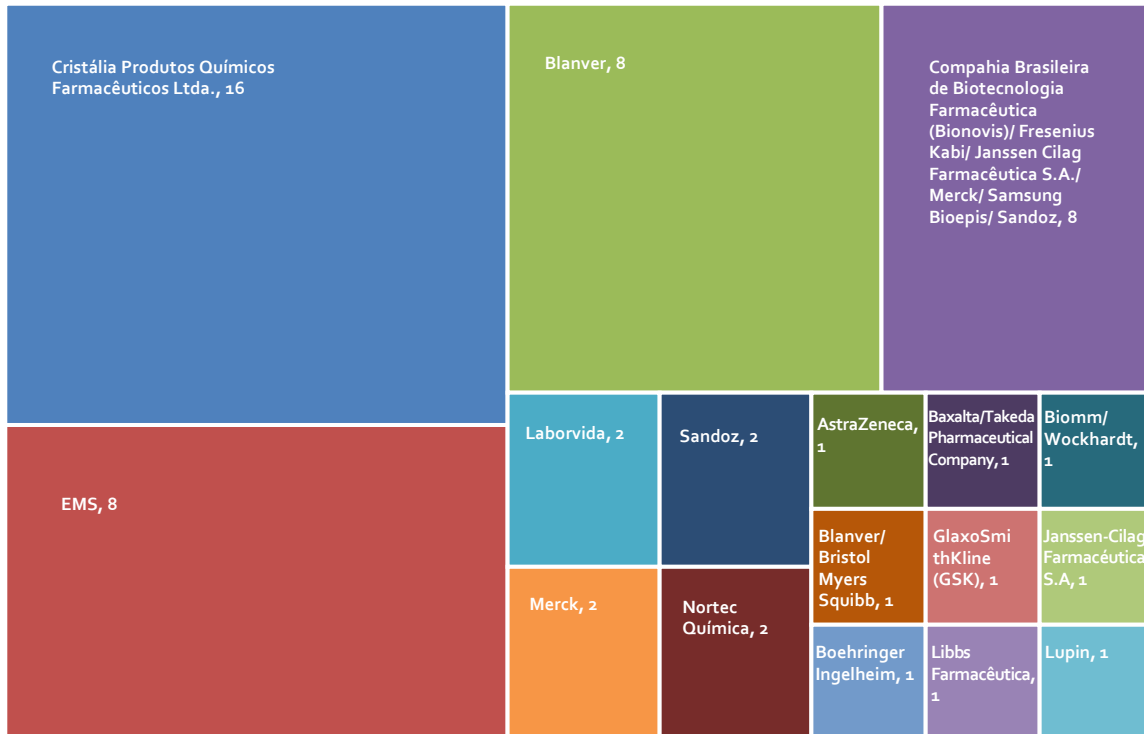 Cristália Produtos Químicos
Farmacêuticos Ltda., 16
Blanver, 8
Compahia Brasileira
de Biotecnologia
Farmacêutica
(Bionovis)/ Fresenius
Kabi/ Janssen Cilag
Farmacêutica S.A./
Merck/ Samsung
Bioepis/ Sandoz, 8
EMS, 8
Laborvida, 2
Sandoz, 2
AstraZeneca,
1
Baxalta/Takeda
Pharmaceutical
Company, 1
Biomm/
Wockhardt,
1
Merck, 2
Nortec
Química, 2
Blanver/
Bristol
Myers
Squibb, 1
GlaxoSmi
thKline
(GSK), 1
Janssen-Cilag
Farmacéutica
S.A, 1
Boehringer
Ingelheim, 1
Libbs
Farmacêutica,
1
Lupin, 1